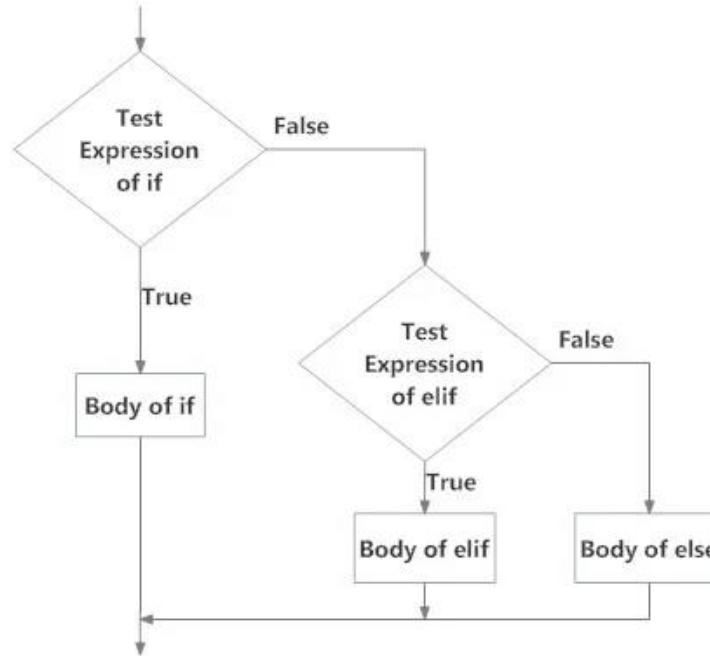 Test
Expression
of if
False
True
Body of if
Test
Expression
of elif
False
True
Body of elif
Body of else